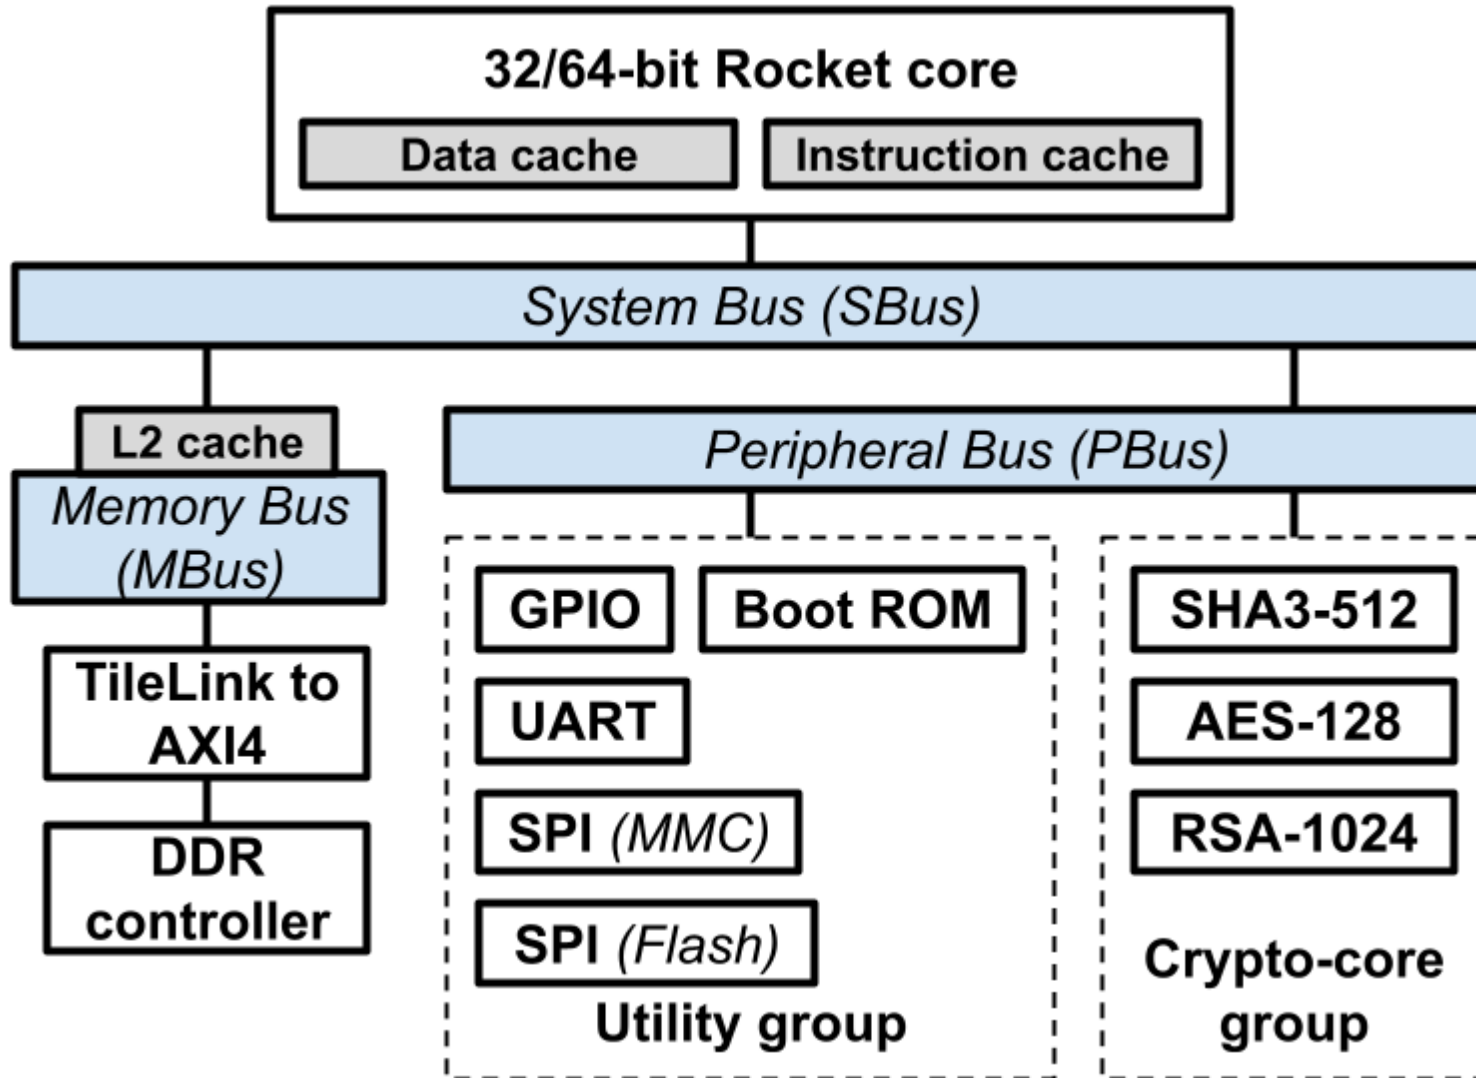 32/64-bit Rocket core
Data cache
Instruction cache
System Bus (SBus)
L2 cache
Memory Bus
(MBus)
TileLink to
AXI4
DDR
controller
Peripheral Bus (PBus)
GPIO
Boot ROM
UART
SPI (MMC)
SPI (Flash)
Utility group
SHA3-512
AES-128
RSA-1024
Crypto-core
group